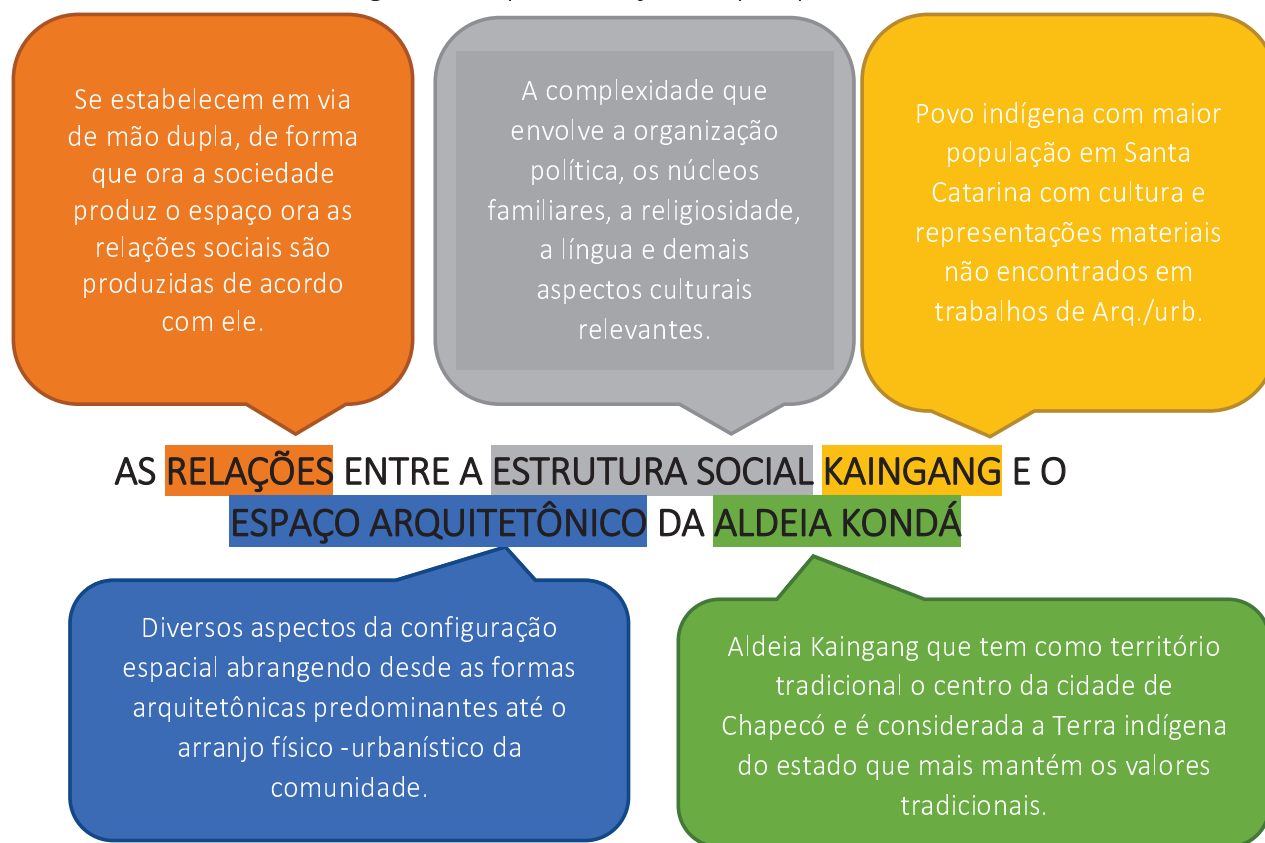 Se estabelecem em via
de mão dupla, de forma
que ora a sociedade
produz o espaço ora as
relações sociais são
produzidas de acordo
com ele.
A complexidade que
envolve a organização
política, os núcleos
familiares, a religiosidade,
a língua e demais
aspectos culturais
relevantes.
Povo indígena com maior
população em Santa
Catarina com cultura e
representações materiais
não encontrados em
trabalhos de Arq./urb.
AS RELAÇÕES ENTRE A ESTRUTURA SOCIAL KAINGANG E O
ESPAÇO ARQUITETÔNICO DA ALDEIA KONDÁ
Diversos aspectos da configuração
espacial abrangendo desde as formas
arquitetônicas predominantes até o
arranjo físico -urbanístico da
comunidade.
Aldeia Kaingang que tem como território
tradicional o centro da cidade de
Chapecó e é considerada a Terra indígena
do estado que mais mantém os valores
tradicionais.